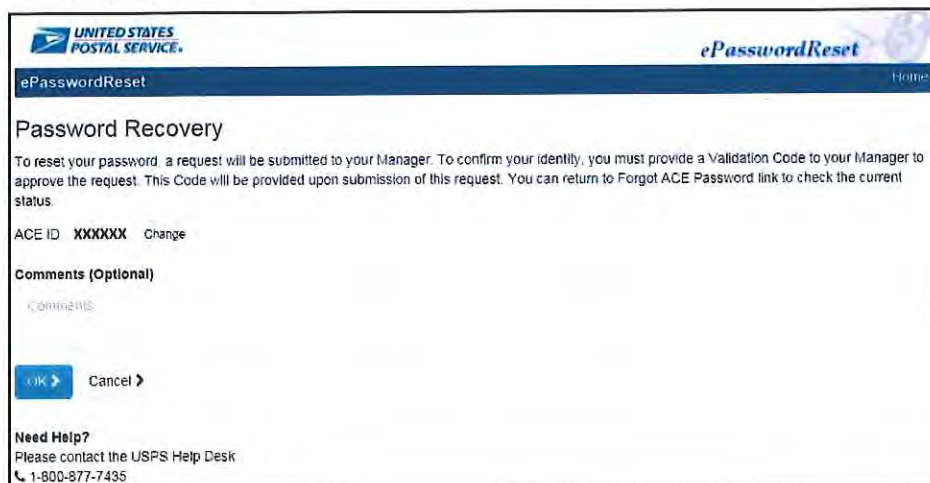 UNITED STATES
POSTAL SERVICE®
ePasswordReset
ePasswordReset
Home
Password Recovery
To reset your password, a request will be submitted to your Manager. To confirm your identity, you must provide a Validation Code to your Manager to
approve the request. This Code will be provided upon submission of this request. You can return to Forgot ACE Password link to check the current
status.
ACE ID XXXXXX Change
Comments (Optional)
Comments
OK >
Cancel >
Need Help?
Please contact the USPS Help Desk
1-800-877-7435